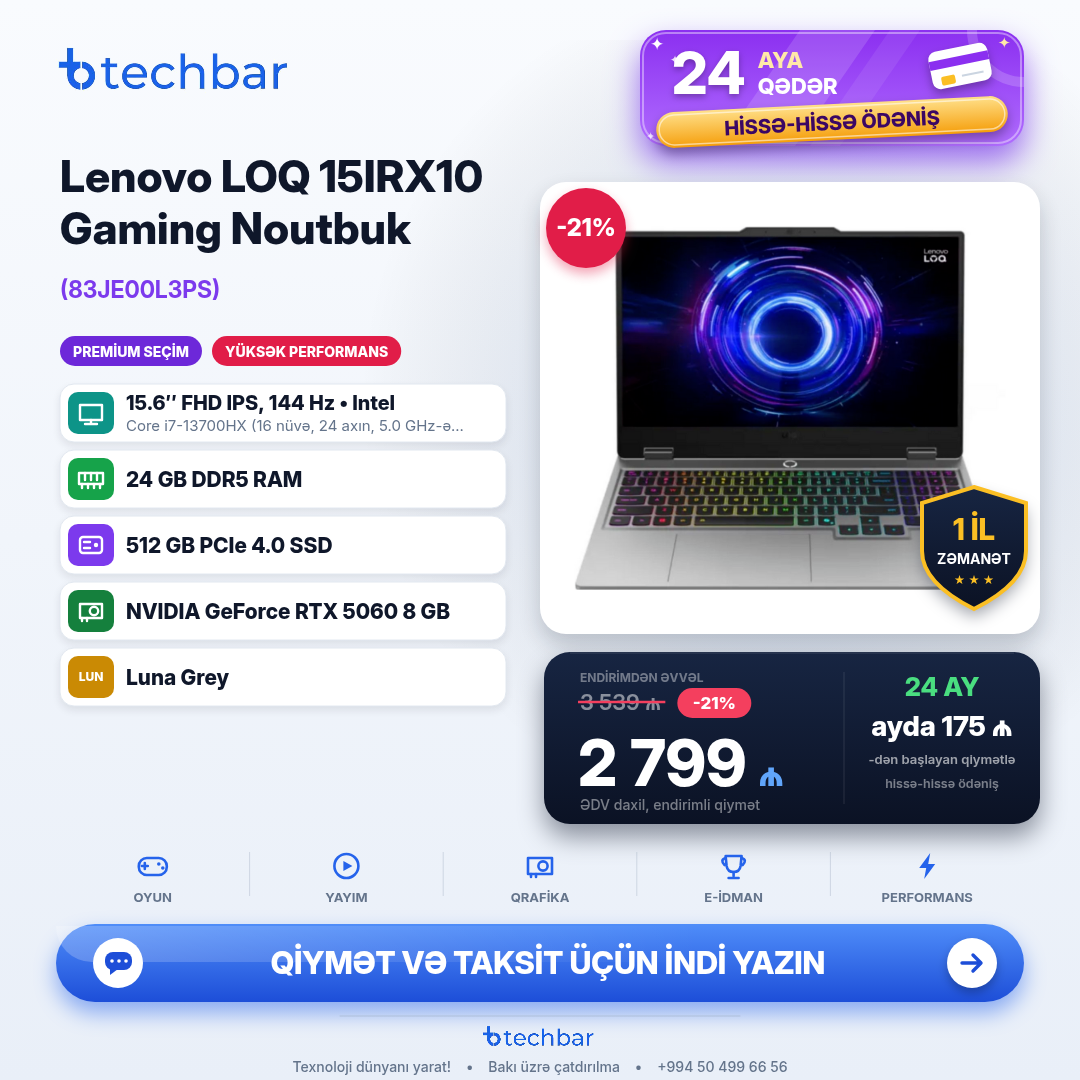 techbar
24 AYA
QƏDƏR
HİSSƏ-HİSSƏ ÖDƏNİŞ
Lenovo LOQ 15IRX10
Gaming Noutbuk
(83JE00L3PS)
PREMİUM SEÇİM
YÜKSƏK PERFORMANS
15.6″ FHD IPS, 144 Hz • Intel
Core i7-13700HX (16 nüvə, 24 axın, 5.0 GHz-ə...
24 GB DDR5 RAM
512 GB PCIe 4.0 SSD
NVIDIA GeForce RTX 5060 8 GB
LUN
Luna Grey
-21%
Lenovo
LOQ
1 İL
ZƏMANƏT
ENDİRİMDƏN ƏVVƏL
3 539 ₼
-21%
2 799 ₼
ƏDV daxil, endirimli qiymət
24 AY
ayda 175 ₼
-dən başlayan qiymətlə
hissə-hissə ödəniş
OYUN
YAYIM
QRAFİKA
E-İDMAN
PERFORMANS
QİYMƏT VƏ TAKSİT ÜÇÜN İNDİ YAZIN
techbar
Texnoloji dünyanı yarat! • Bakı üzrə çatdırılma • +994 50 499 66 56